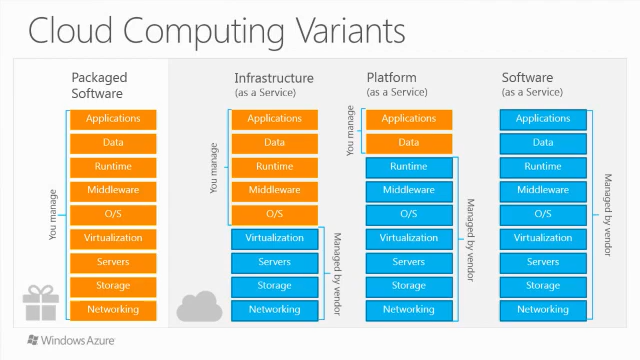 Cloud Computing Variants
Packaged
Software
You manage
Applications
Data
Runtime
Middleware
O/S
Virtualization
Servers
Storage
Networking
Infrastructure
(as a Service)
You manage
Applications
Data
Runtime
Middleware
O/S
Virtualization
Servers
Storage
Networking
Managed by vendor
Platform
(as a Service)
You manage
Applications
Data
Runtime
Middleware
O/S
Virtualization
Servers
Storage
Networking
Managed by vendor
Software
(as a Service)
Applications
Data
Runtime
Middleware
O/S
Virtualization
Servers
Storage
Networking
Managed by vendor
Windows Azure